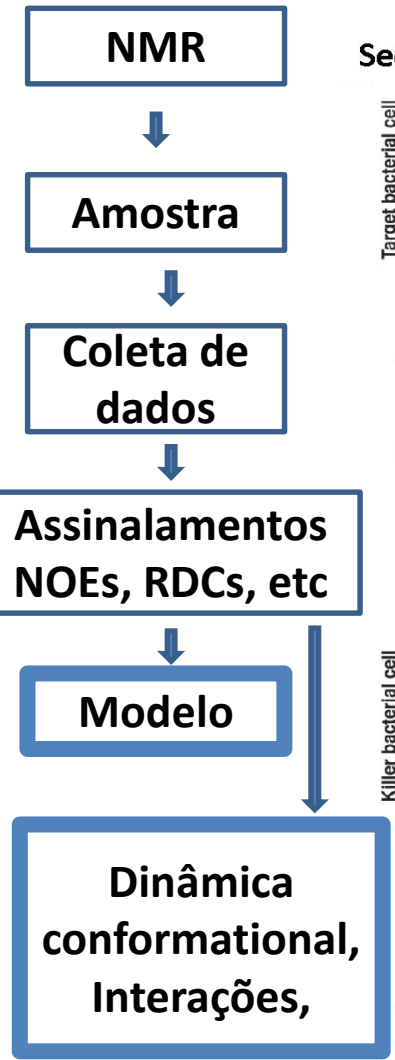 NMR
Amostra
Coleta de
dados
Assinalamentos
NOEs, RDCs, etc
Modelo
Dinâmica
conformational,
Interações,
Target bacterial cell
Killer bacterial cell